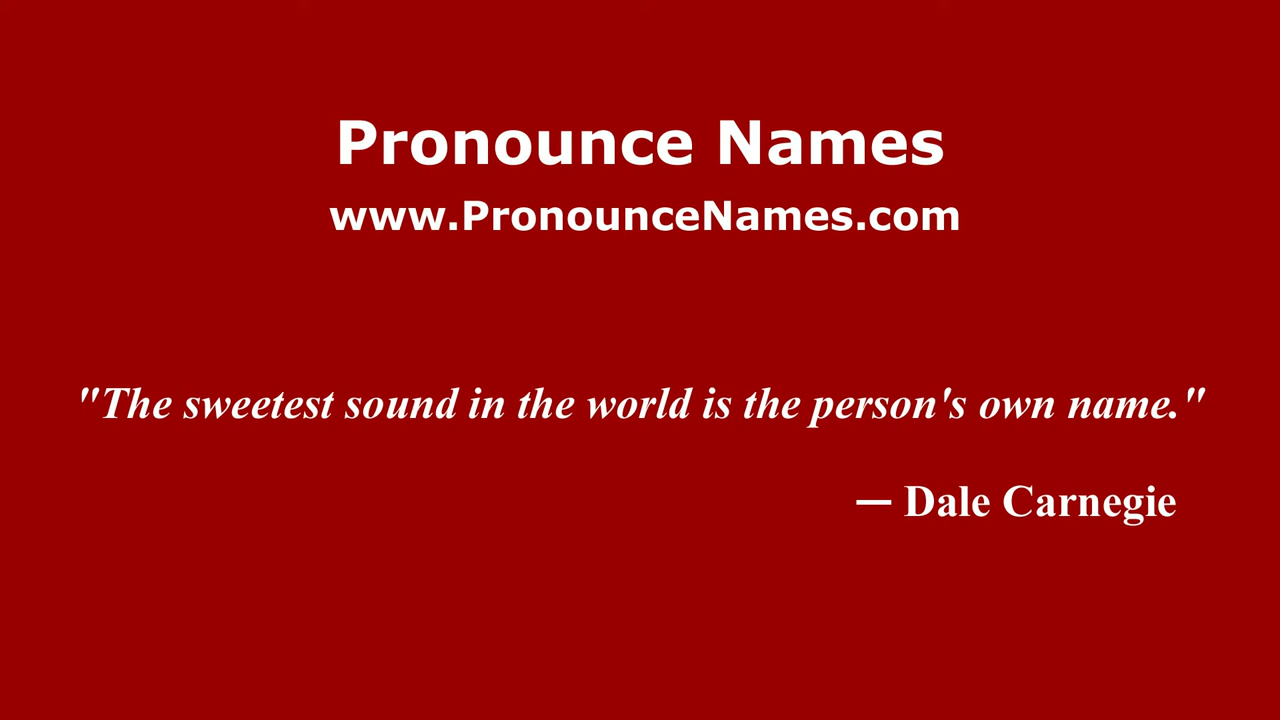 Pronounce Names
www.PronounceNames.com
"The sweetest sound in the world is the person's own name."
— Dale Carnegie